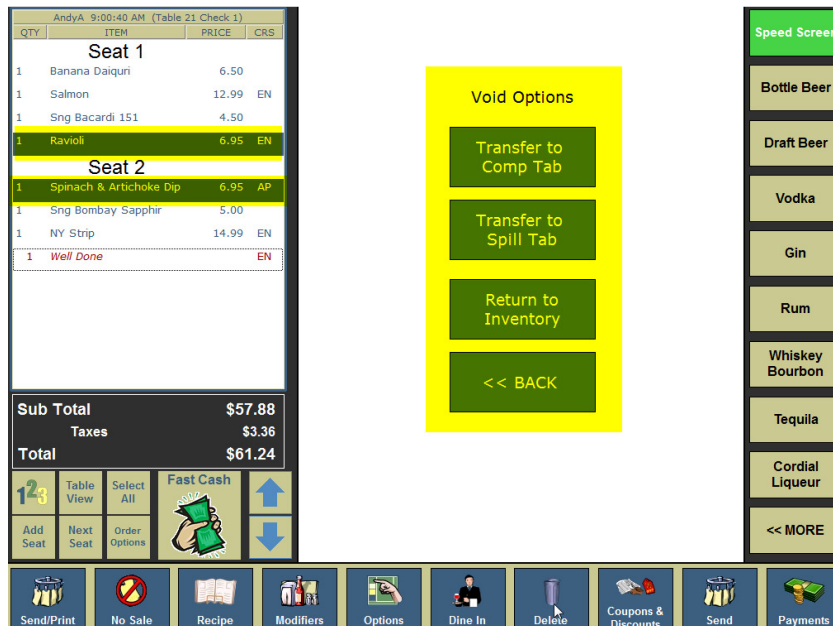 AndyA 9:00:40 AM (Table 21 Check 1)
QTY ITEM PRICE CRS
Seat 1
1 Banana Daiquri 6.50
1 Salmon 12.99 EN
1 Sng Bacardi 151 4.50
1 Ravioli 6.95 EN
Seat 2
1 Spinach & Artichoke Dip 6.95 AP
1 Sng Bombay Sapphir 5.00
1 NY Strip 14.99 EN
1 Well Done EN
Sub Total $57.88
Taxes $3.36
Total $61.24
123
Table
View
Select
All
Fast Cash
Add
Seat
Next
Seat
Order
Options
Void Options
Transfer to
Comp Tab
Transfer to
Spill Tab
Return to
Inventory
<< BACK
Speed Screen
Bottle Beer
Draft Beer
Vodka
Gin
Rum
Whiskey
Bourbon
Tequila
Cordial
Liqueur
<< MORE
Send/Print
No Sale
Recipe
Modifiers
Options
Dine In
Delete
Coupons &
Discounts
Send
Payments